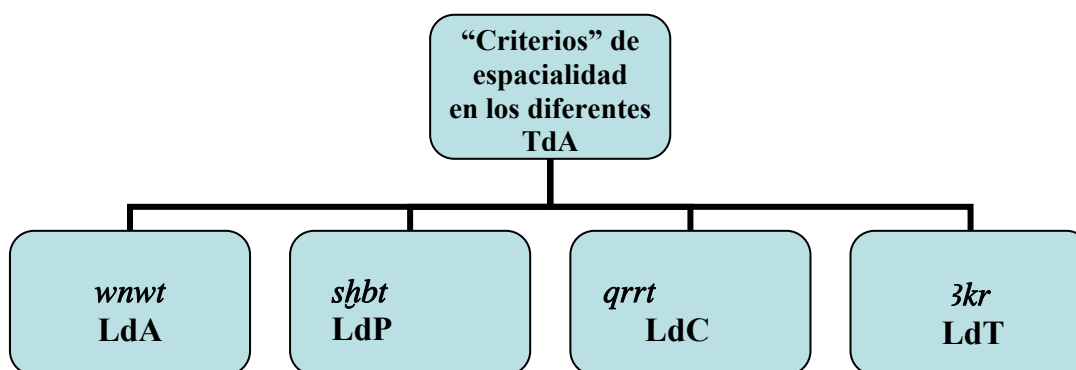 “Criterios” de
espacialidad
en los diferentes
TdA
wnwt
LdA
sẖbt
LdP
qrrt
LdC
ꜣkr
LdT